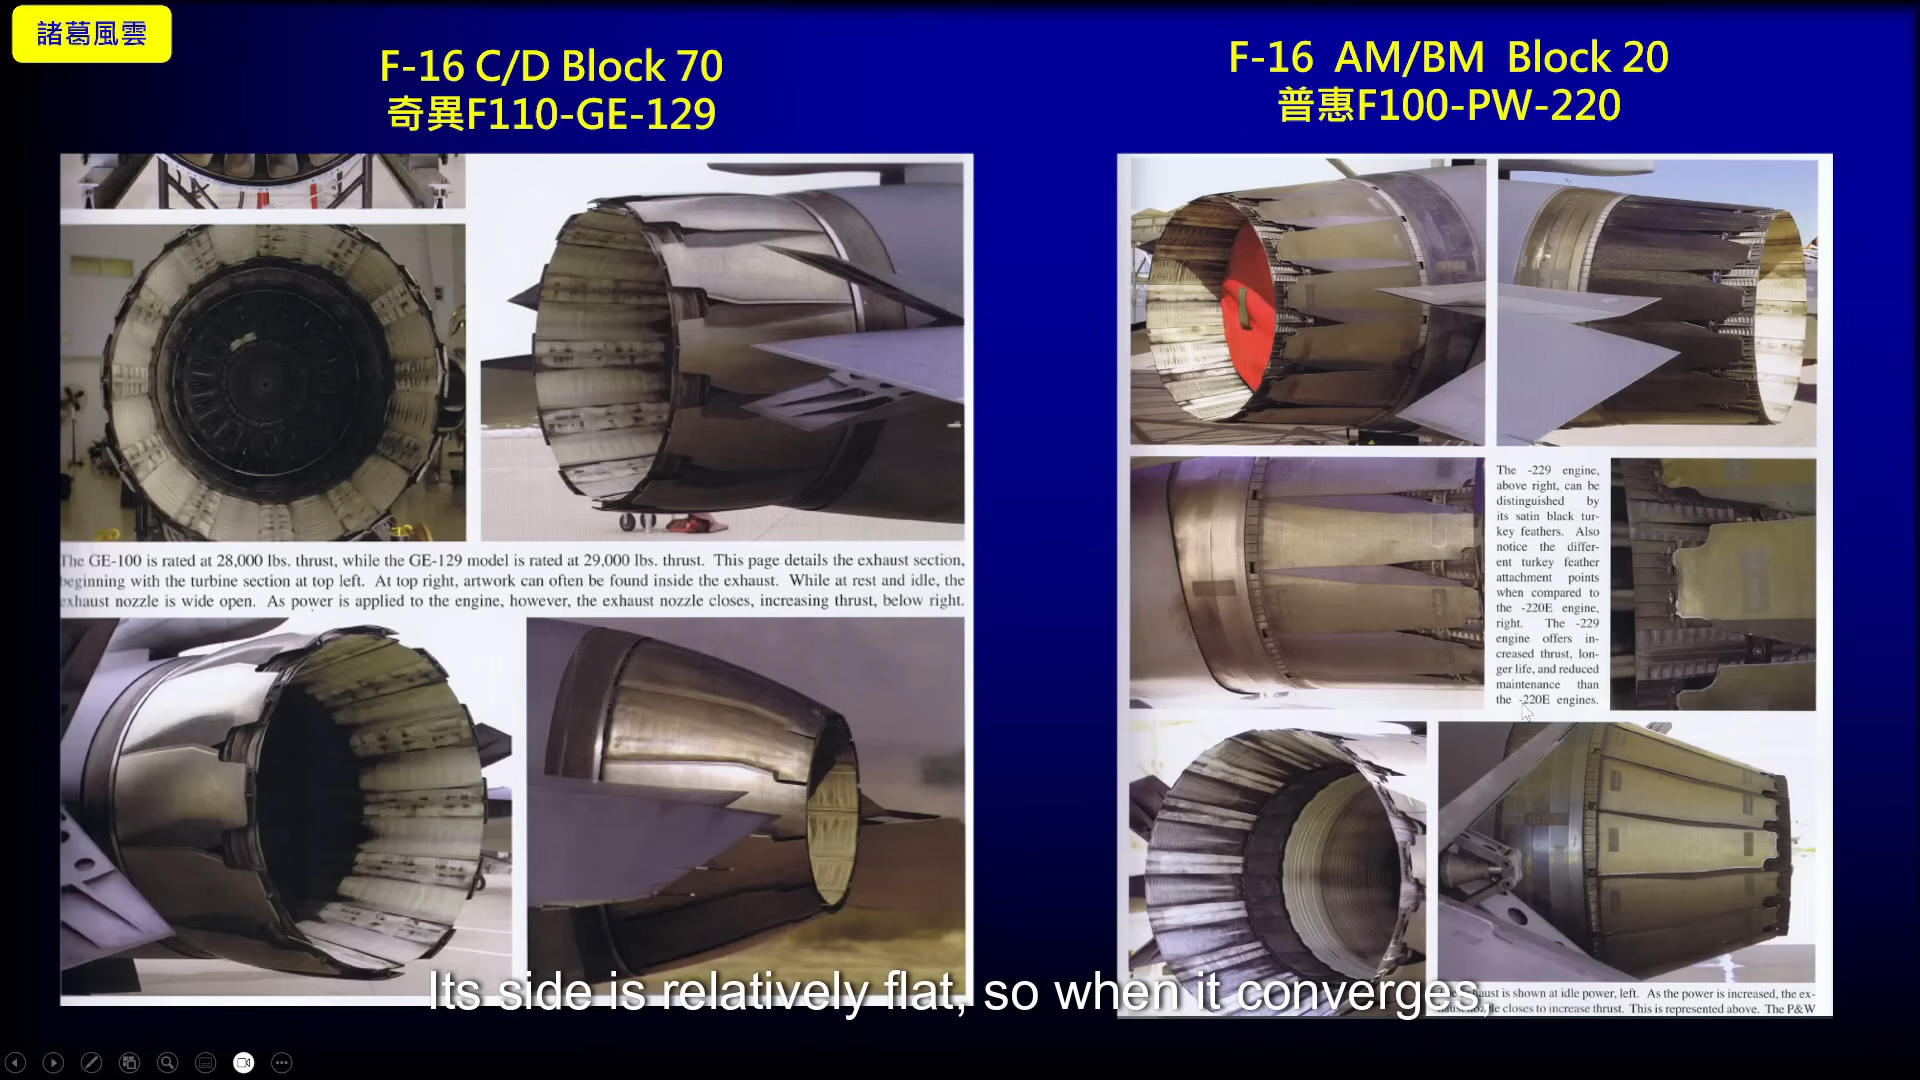 諸葛風雲
F-16 C/D Block 70
奇異F110-GE-129
F-16 AM/BM Block 20
普惠F100-PW-220
The GE-100 is rated at 28,000 lbs. thrust, while the GE-129 model is rated at 29,000 lbs. thrust. This page details the exhaust section,
beginning with the turbine section at top left. At top right, artwork can often be found inside the exhaust. While at rest and idle, the
exhaust nozzle is wide open. As power is applied to the engine, however, the exhaust nozzle closes, increasing thrust, below right.
The -229 engine,
above right, can be
distinguished by
its satin black tur-
key feathers. Also
notice the differ-
ent turkey feather
attachment points
when compared to
the -220E engine,
right. The -229
engine offers in-
creased thrust, lon-
ger life, and reduced
maintenance than
the -220E engines.
exhaust is shown at idle power, left. As the power is increased, the ex-
haust nozzle closes to increase thrust. This is represented above. The P&W
Its side is relatively flat, so when it converges,